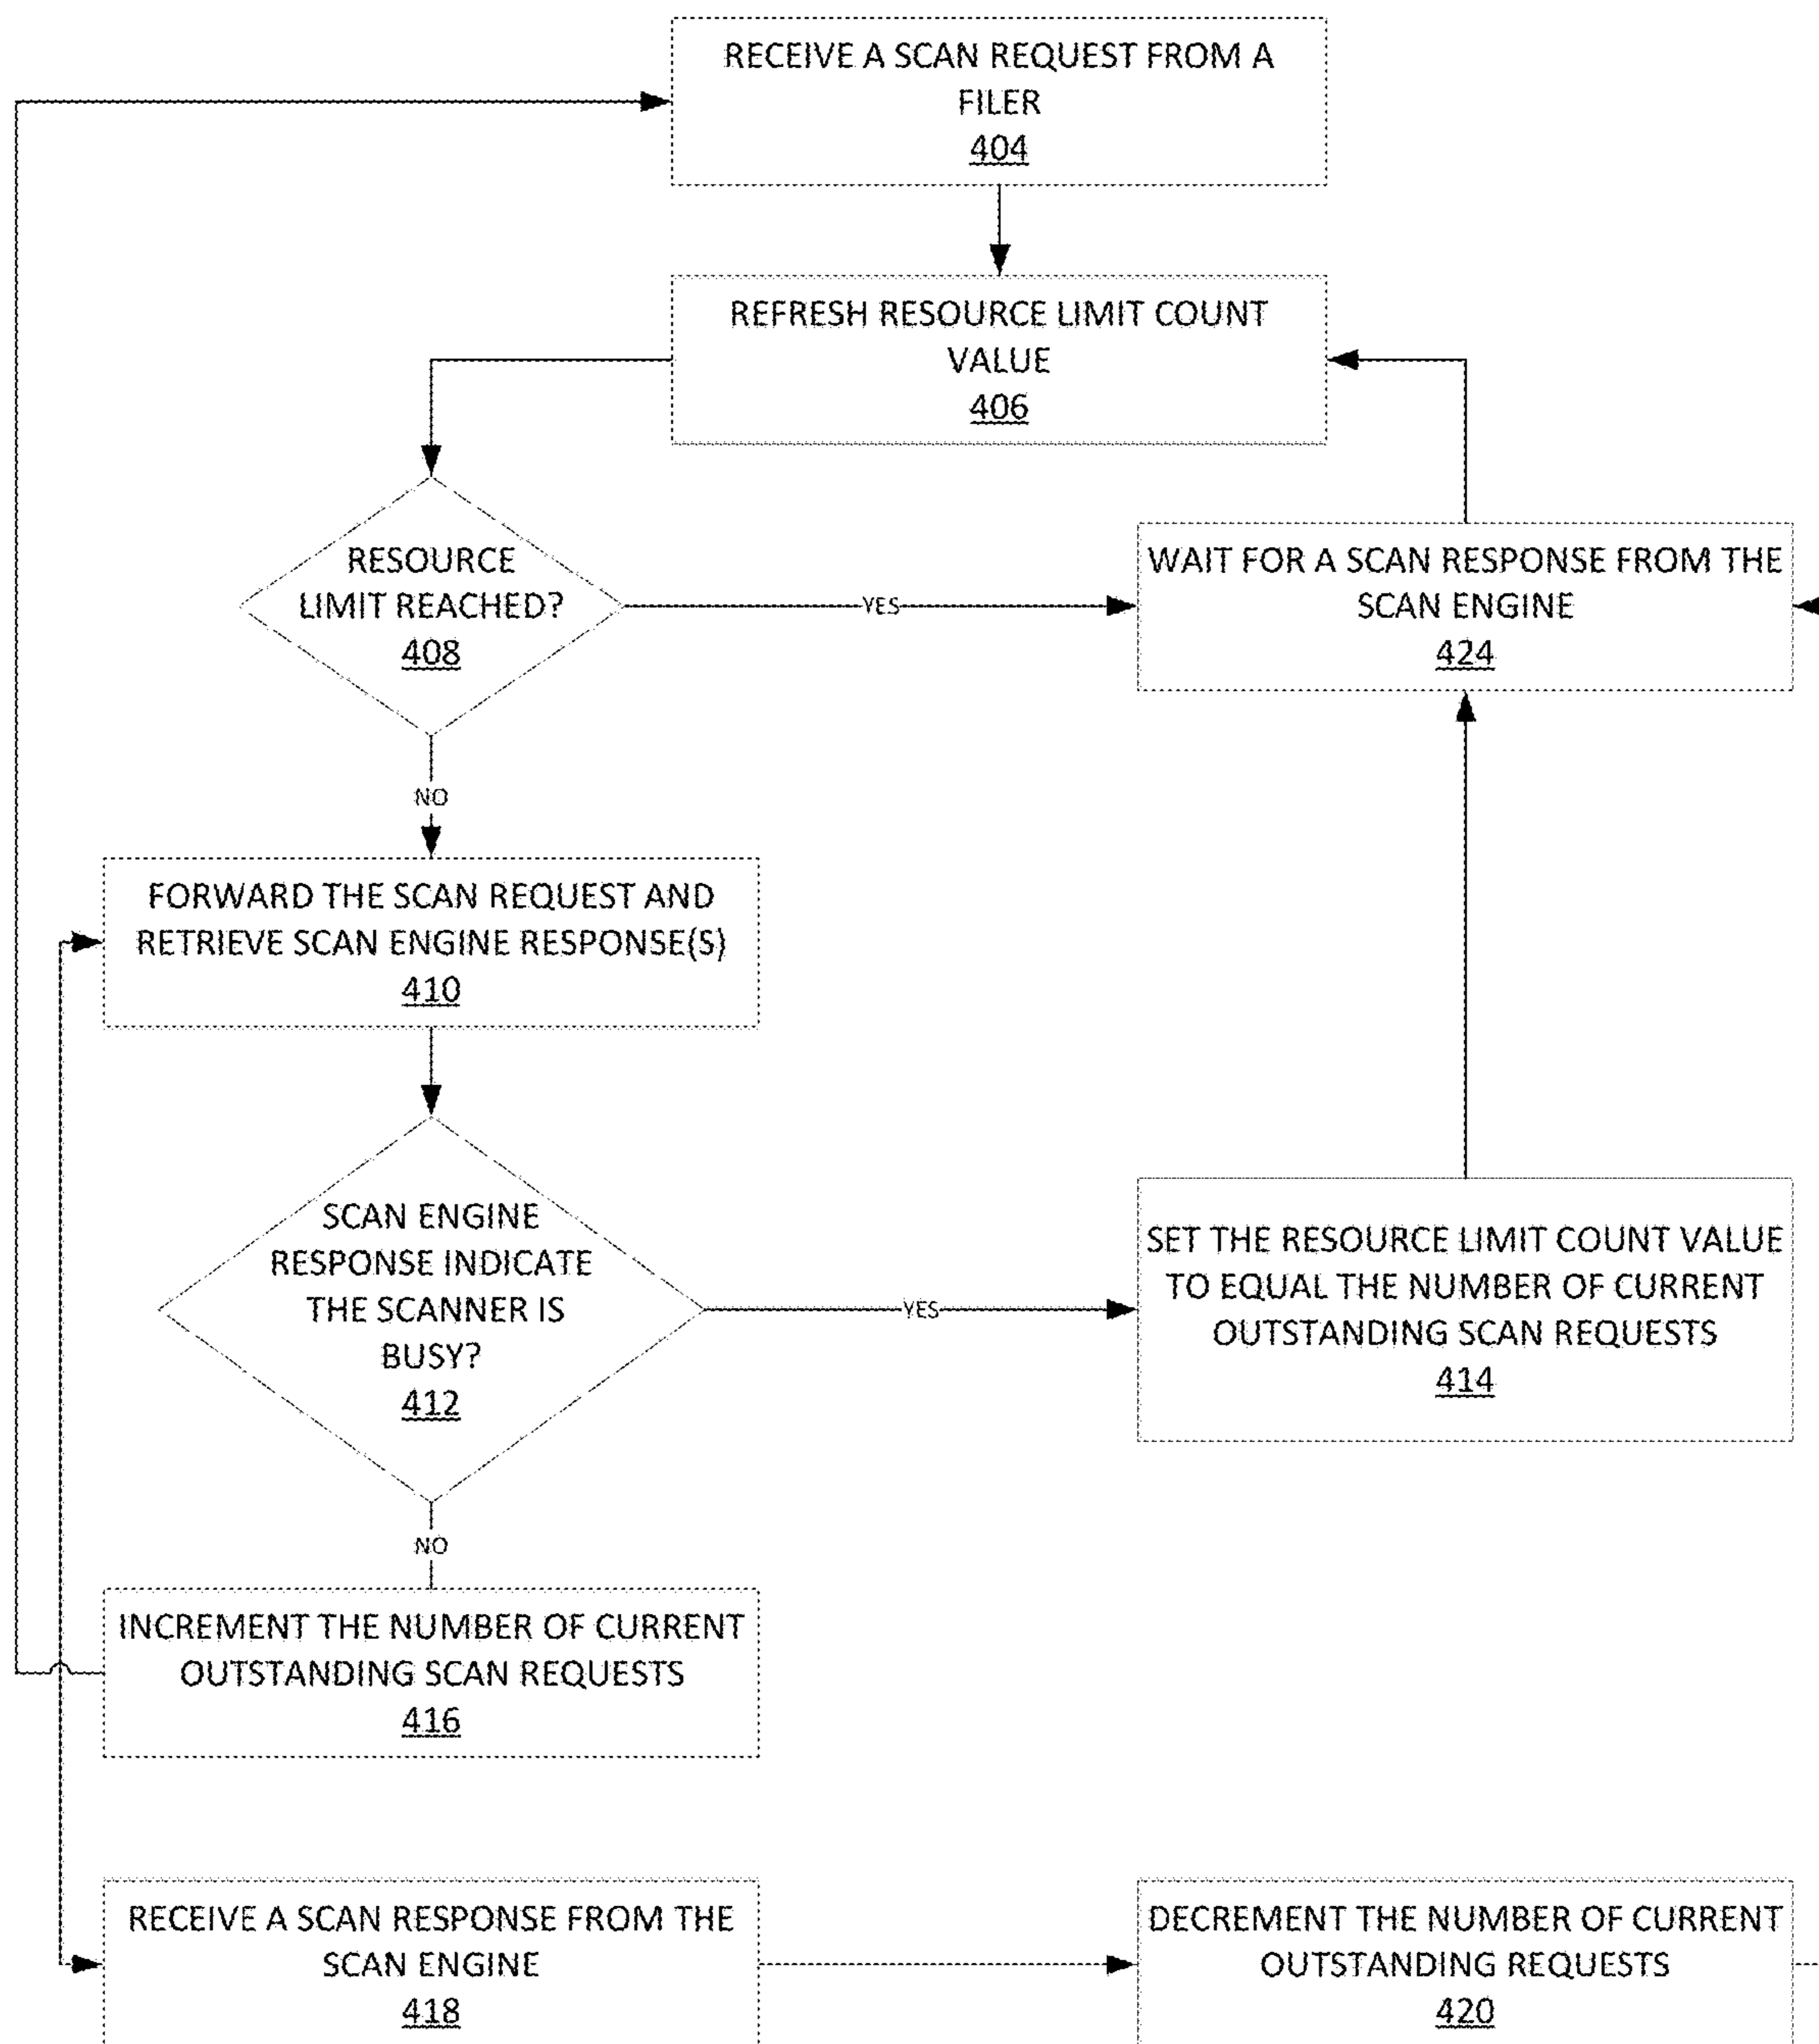 RECEIVE A SCAN REQUEST FROM A
FILER
404
REFRESH RESOURCE LIMIT COUNT
VALUE
406
RESOURCE
LIMIT REACHED?
408
YES
WAIT FOR A SCAN RESPONSE FROM THE
SCAN ENGINE
424
NO
FORWARD THE SCAN REQUEST AND
RETRIEVE SCAN ENGINE RESPONSE(S)
410
SCAN ENGINE
RESPONSE INDICATE
THE SCANNER IS
BUSY?
412
YES
SET THE RESOURCE LIMIT COUNT VALUE
TO EQUAL THE NUMBER OF CURRENT
OUTSTANDING SCAN REQUESTS
414
NO
INCREMENT THE NUMBER OF CURRENT
OUTSTANDING SCAN REQUESTS
416
RECEIVE A SCAN RESPONSE FROM THE
SCAN ENGINE
418
DECREMENT THE NUMBER OF CURRENT
OUTSTANDING REQUESTS
420